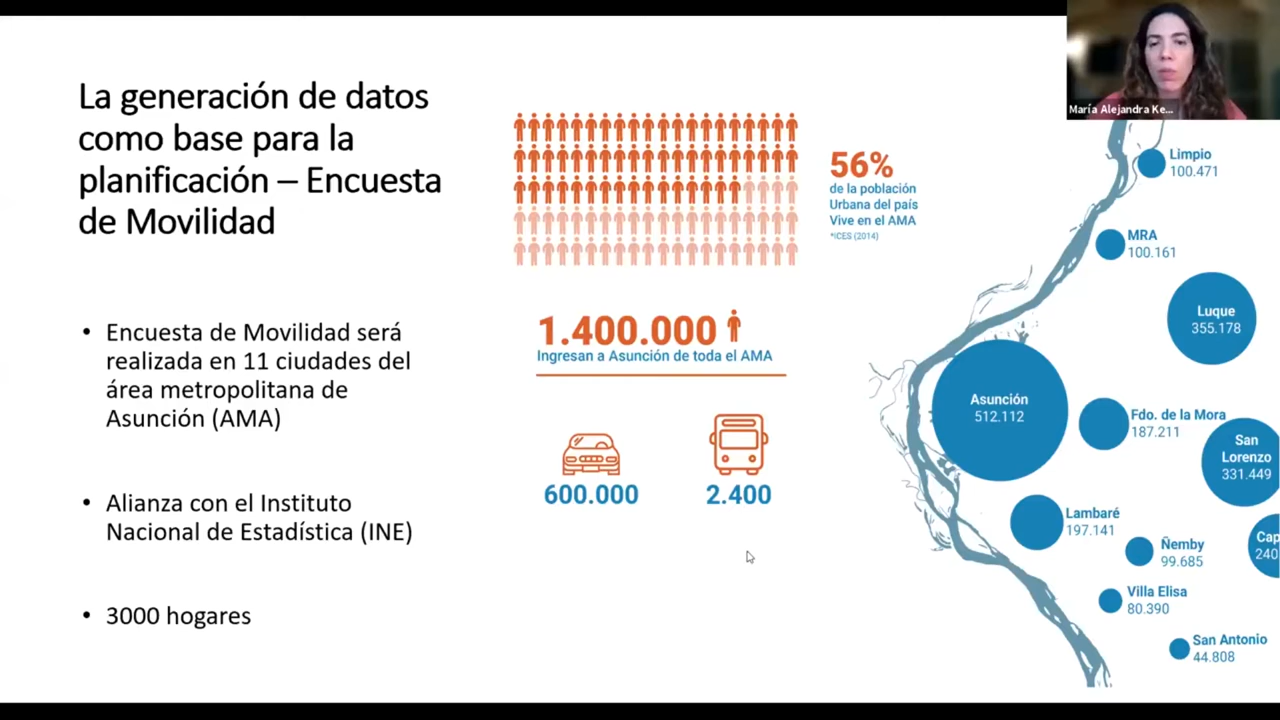 La generación de datos
como base para la
planificación – Encuesta
de Movilidad
• Encuesta de Movilidad será
realizada en 11 ciudades del
área metropolitana de
Asunción (AMA)
• Alianza con el Instituto
Nacional de Estadística (INE)
• 3000 hogares
56%
de la población
Urbana del país
Vive en el AMA
*ICES (2014)
1.400.000
Ingresan a Asunción de toda el AMA
600.000
2.400
María Alejandra Ke...
Limpio
100.471
MRA
100.161
Luque
355.178
Asunción
512.112
Fdo. de la Mora
187.211
San
Lorenzo
331.449
Lambaré
197.141
Ñemby
99.685
Cap
240.
Villa Elisa
80.390
San Antonio
44.808